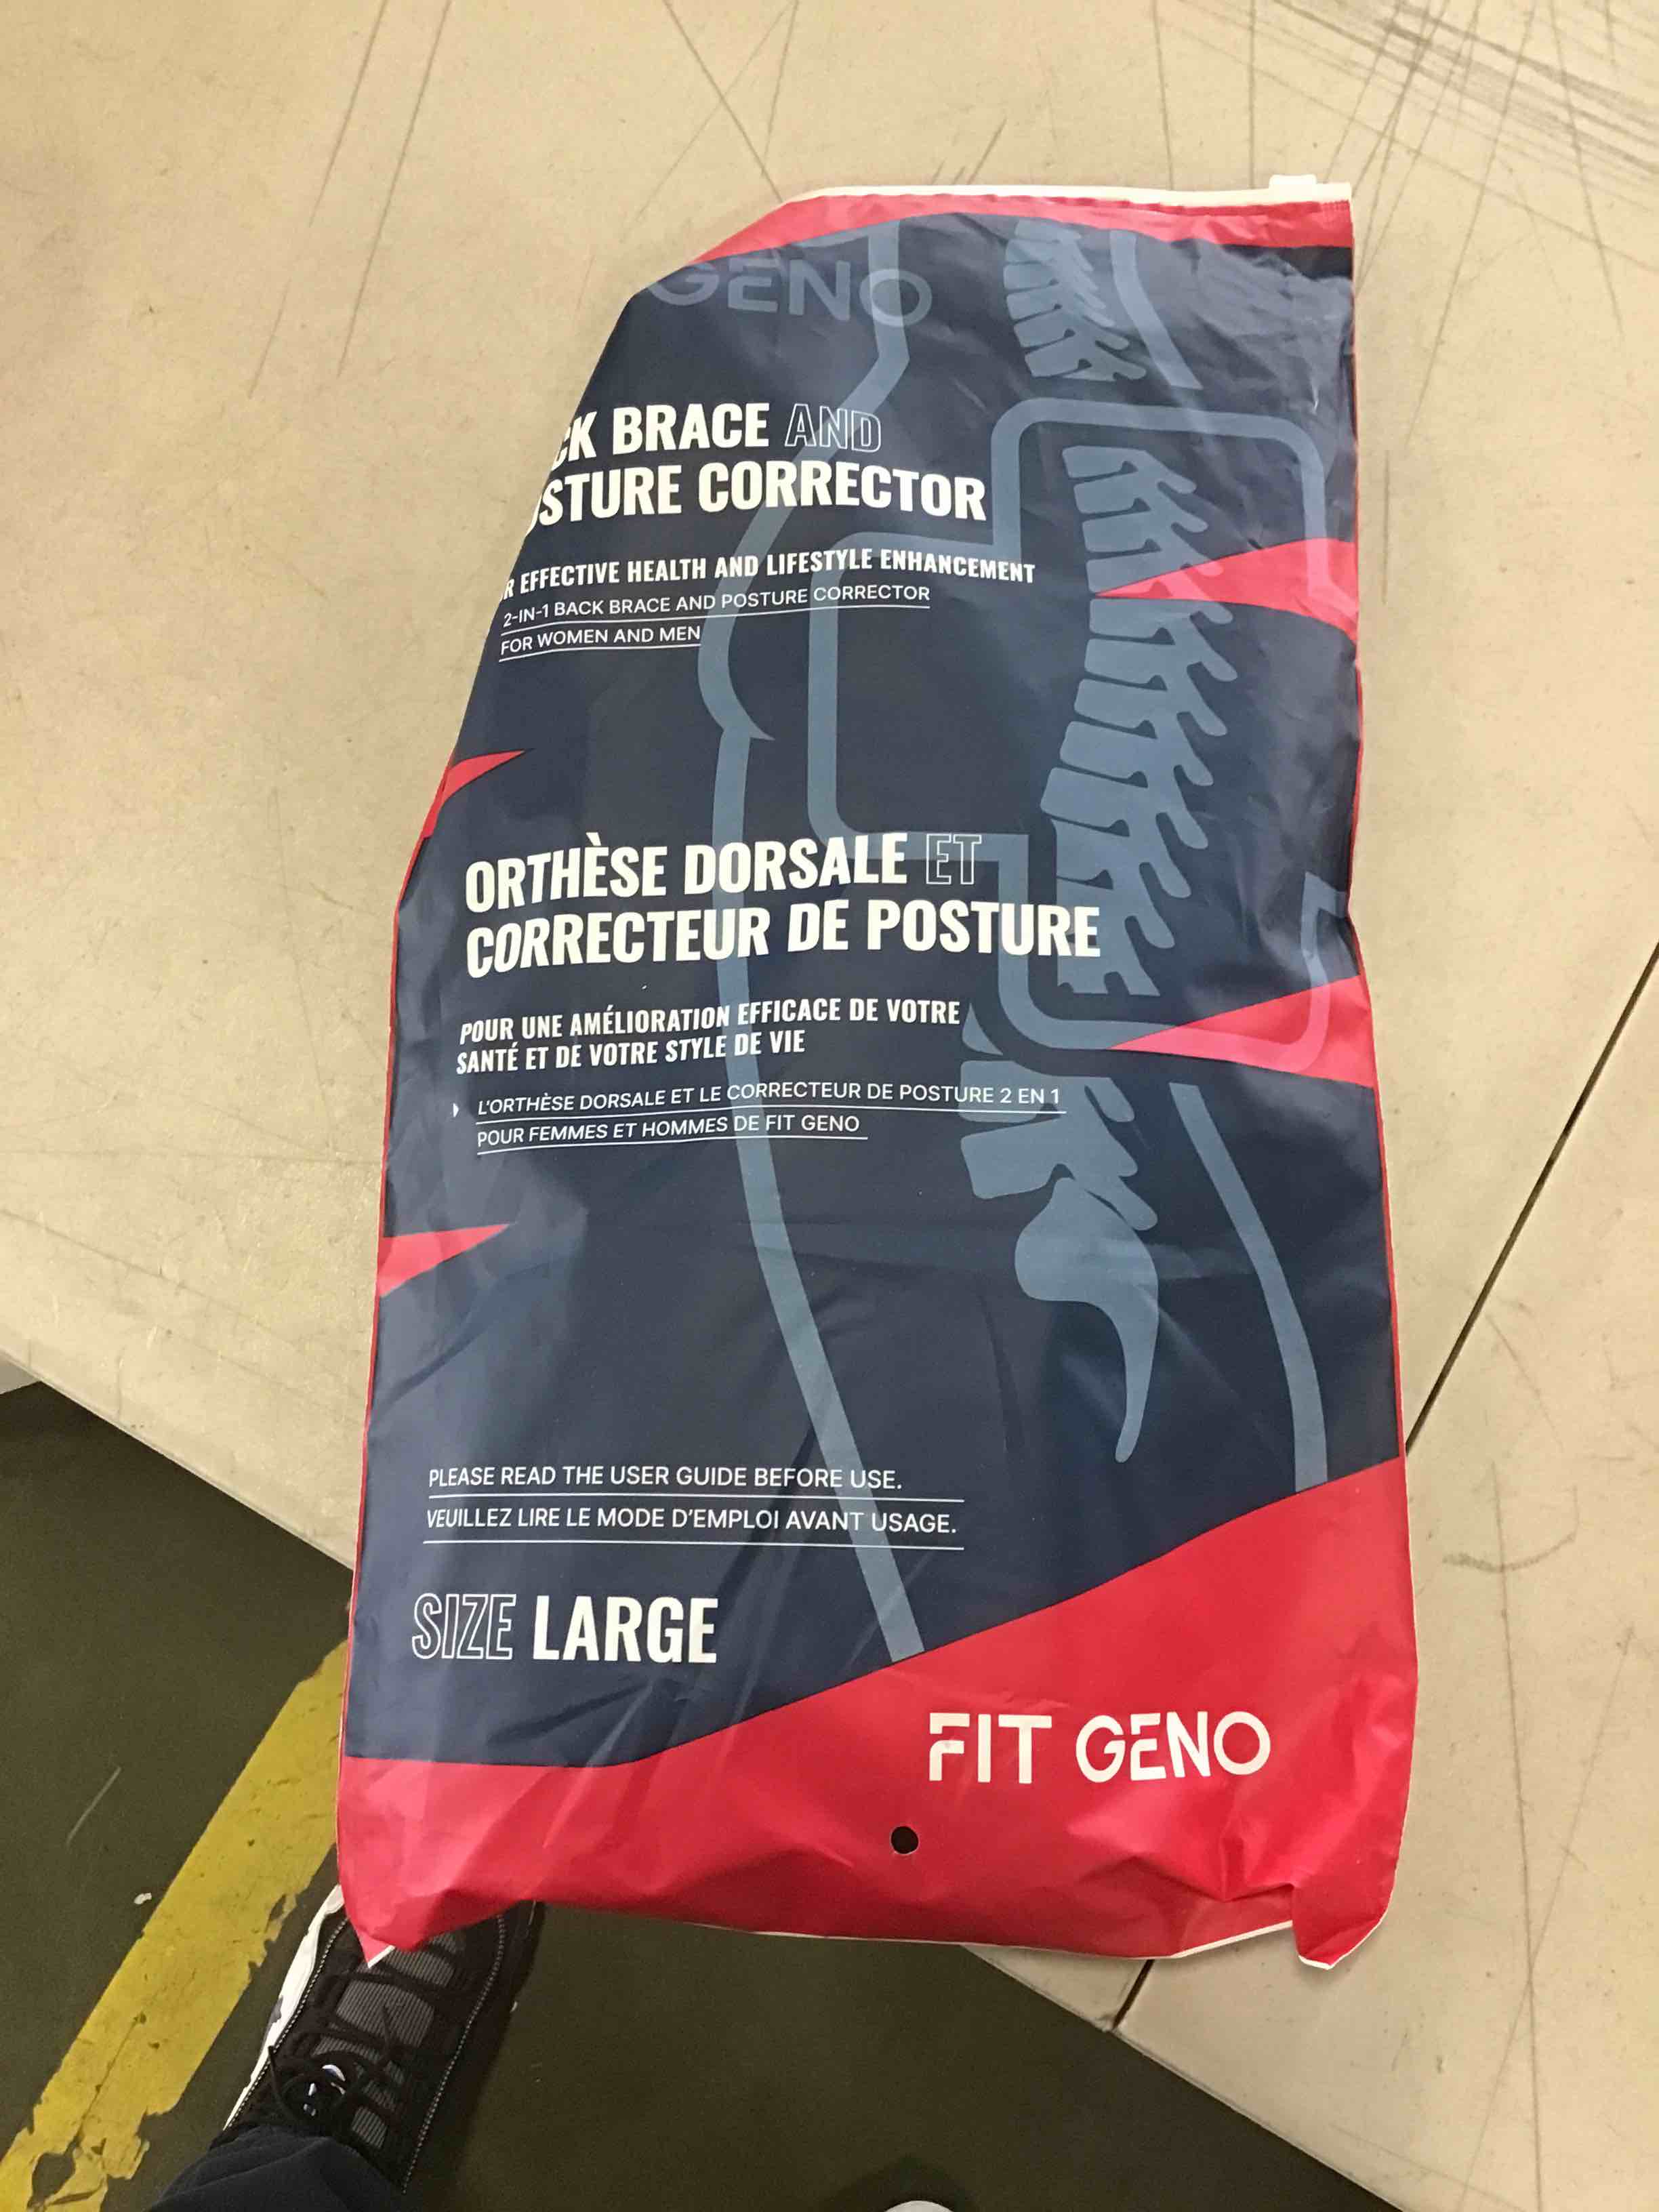 GENO
BRACE AND
CORRECTOR
EFFECTIVE HEALTH AND LIFESTYLE ENHANCEMENT
2-IN-1 BACK BRACE AND POSTURE CORRECTOR
FOR WOMEN AND MEN
ORTHÈSE DORSALE ET
CORRECTEUR DE POSTURE
POUR UNE AMÉLIORATION EFFICACE DE VOTRE
SANTÉ ET DE VOTRE STYLE DE VIE
L'ORTHÈSE DORSALE ET LE CORRECTEUR DE POSTURE 2 EN 1
POUR FEMMES ET HOMMES DE FIT GENO
PLEASE READ THE USER GUIDE BEFORE USE.
VEUILLEZ LIRE LE MODE D'EMPLOI AVANT USAGE.
SIZE LARGE
FIT GENO